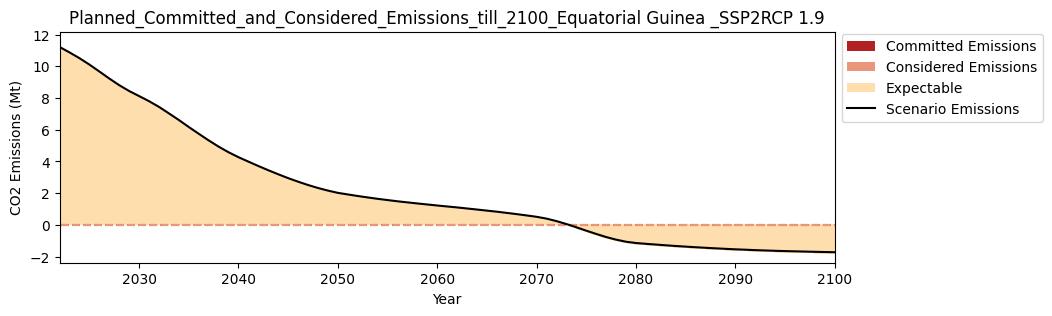 Planned_Committed_and_Considered_Emissions_till_2100_Equatorial Guinea _SSP2RCP 1.9
Committed Emissions
Considered Emissions
Expectable
Scenario Emissions
CO2 Emissions (Mt)
12
10
8
6
4
2
0
−2
2030
2040
2050
2060
2070
2080
2090
2100
Year